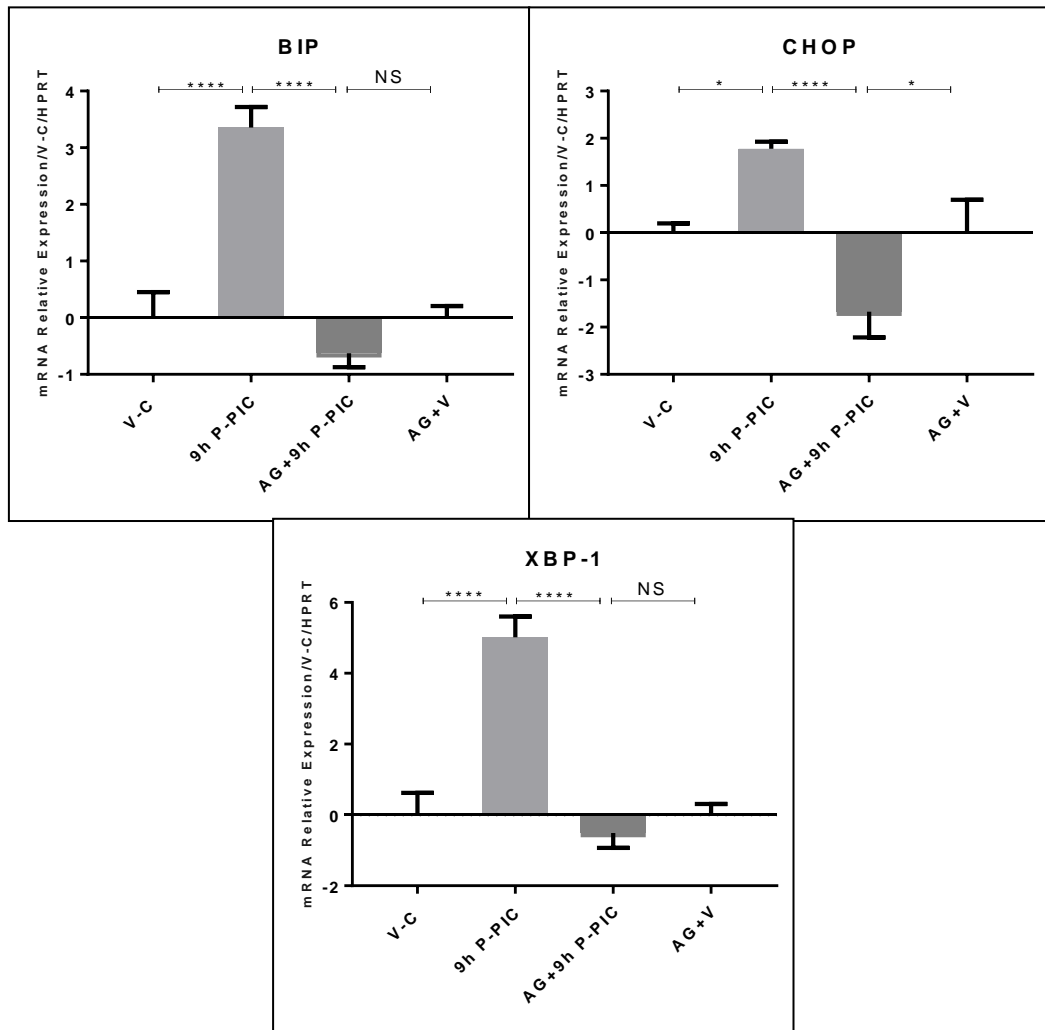 BIP
**** **** NS
mRNA Relative Expression/V-C/HPRT
4
3
2
1
0
-1
V-C
9h P-PIC
AG+9h P-PIC
AG+V
CHOP
* **** *
mRNA Relative Expression/V-C/HPRT
3
2
1
0
-1
-2
-3
V-C
9h P-PIC
AG+9h P-PIC
AG+V
XBP-1
**** **** NS
mRNA Relative Expression/V-C/HPRT
6
4
2
0
-2
V-C
9h P-PIC
AG+9h P-PIC
AG+V